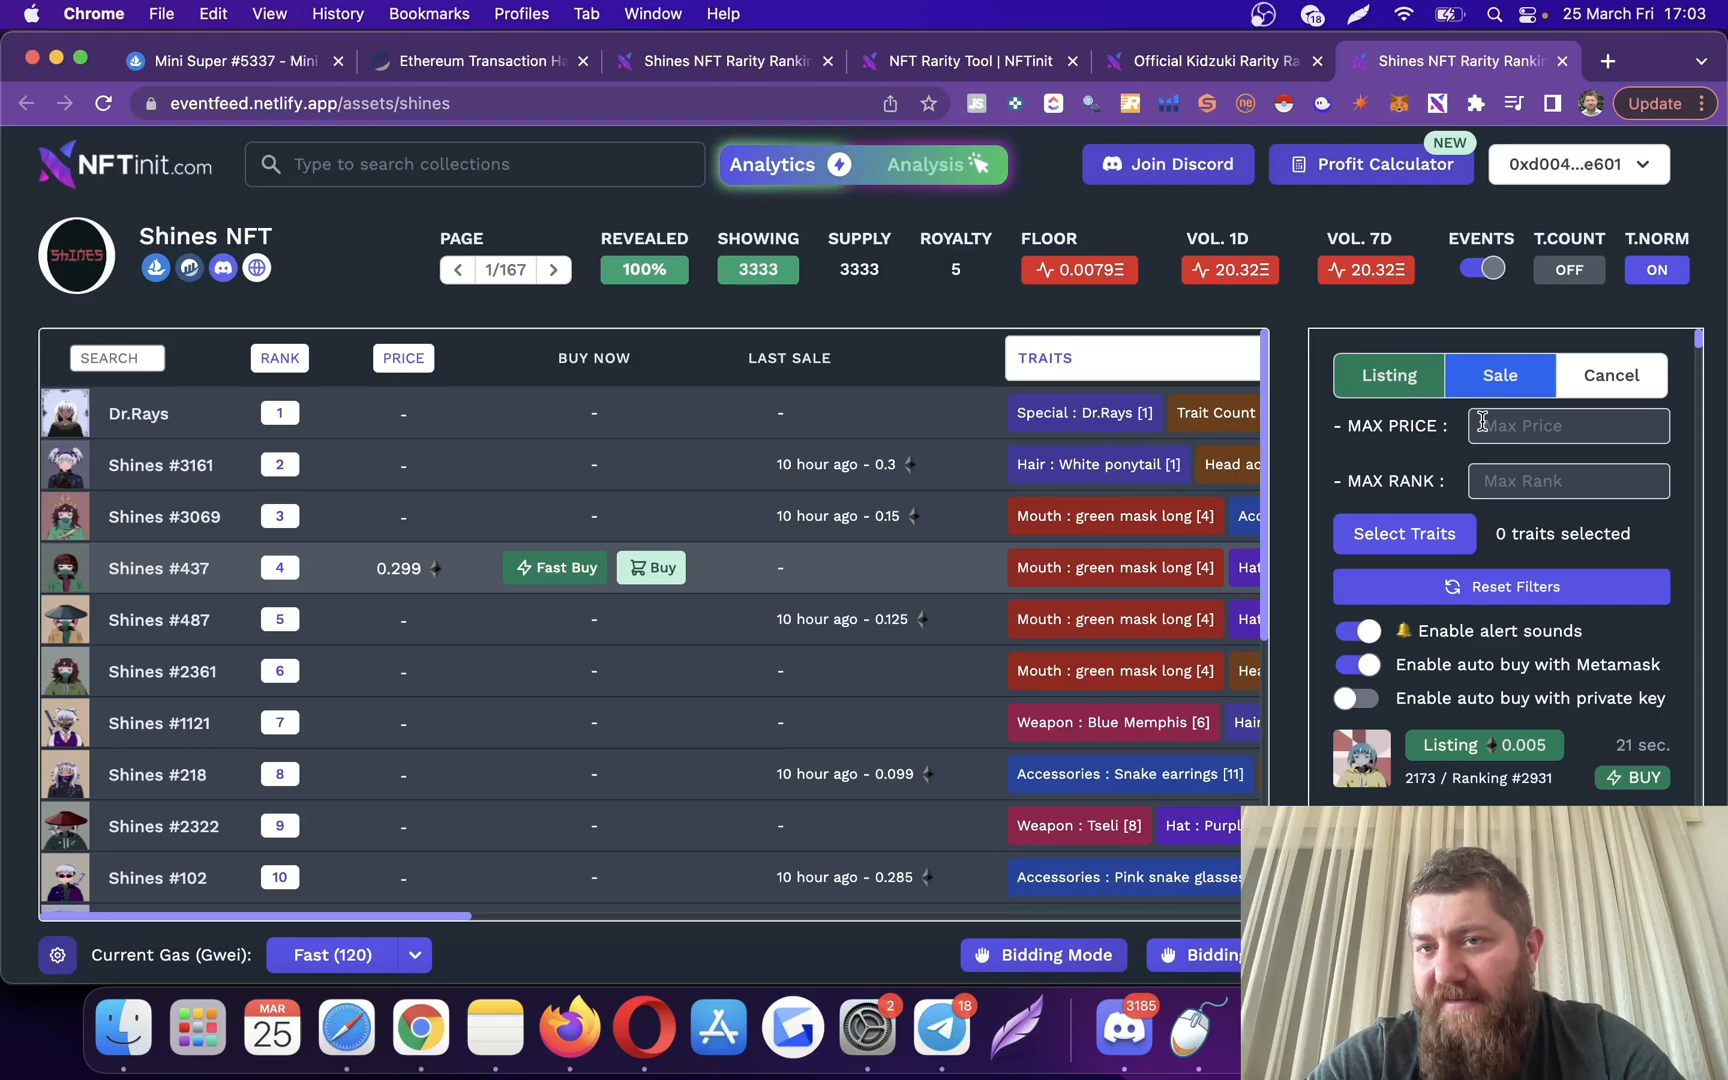 Chrome File Edit View History Bookmarks Profiles Tab Window Help 18 25 March Fri 17:03
Mini Super #5337 - Mini Ethereum Transaction Ha Shines NFT Rarity Rankin NFT Rarity Tool | NFTinit Official Kidzuki Rarity Ra Shines NFT Rarity Rankin
eventfeed.netlify.app/assets/shines JS ne Update
NEW
NFTinit.com Type to search collections Analytics Analysis Join Discord Profit Calculator 0xd004...e601
SHINES
Shines NFT
PAGE REVEALED SHOWING SUPPLY ROYALTY FLOOR VOL. 1D VOL. 7D EVENTS T.COUNT T.NORM
1/167 100% 3333 3333 5 0.0079Ξ 20.32Ξ 20.32Ξ OFF ON
SEARCH RANK PRICE BUY NOW LAST SALE TRAITS
Dr.Rays 1 - - - Special : Dr.Rays [1] Trait Count
Shines #3161 2 - - 10 hour ago - 0.3 Hair : White ponytail [1] Head ac
Shines #3069 3 - - 10 hour ago - 0.15 Mouth : green mask long [4] Acc
Shines #437 4 0.299 Fast Buy Buy - Mouth : green mask long [4] Hat
Shines #487 5 - - 10 hour ago - 0.125 Mouth : green mask long [4] Hat
Shines #2361 6 - - - Mouth : green mask long [4] Hea
Shines #1121 7 - - - Weapon : Blue Memphis [6] Hair
Shines #218 8 - - 10 hour ago - 0.099 Accessories : Snake earrings [11]
Shines #2322 9 - - - Weapon : Tseli [8] Hat : Purpl
Shines #102 10 - - 10 hour ago - 0.285 Accessories : Pink snake glasses
Listing Sale Cancel
- MAX PRICE : Max Price
- MAX RANK : Max Rank
Select Traits 0 traits selected
Reset Filters
Enable alert sounds
Enable auto buy with Metamask
Enable auto buy with private key
Listing 0.005 21 sec.
2173 / Ranking #2931 BUY
Current Gas (Gwei): Fast (120) Bidding Mode Bidding
MAR
25
2
18
3185